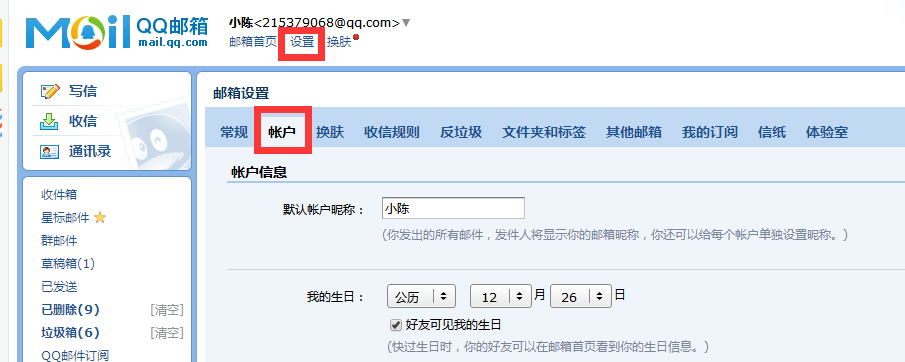 Mail QQ邮箱 mail.qq.com
小陈<215379068@qq.com>
邮箱首页 设置 换肤
写信
收信
通讯录
收件箱
星标邮件
群邮件
草稿箱(1)
已发送
已删除(9) [清空]
垃圾箱(6) [清空]
QQ邮件订阅
邮箱设置
常规 帐户 换肤 收信规则 反垃圾 文件夹和标签 其他邮箱 我的订阅 信纸 体验室
帐户信息
默认帐户昵称： 小陈
(你发出的所有邮件，发件人将显示你的邮箱昵称，你还可以给每个帐户单独设置昵称。)
我的生日： 公历 12 月 26 日
好友可见我的生日
(快过生日时，你的好友可以在邮箱首页看到你的生日信息。)